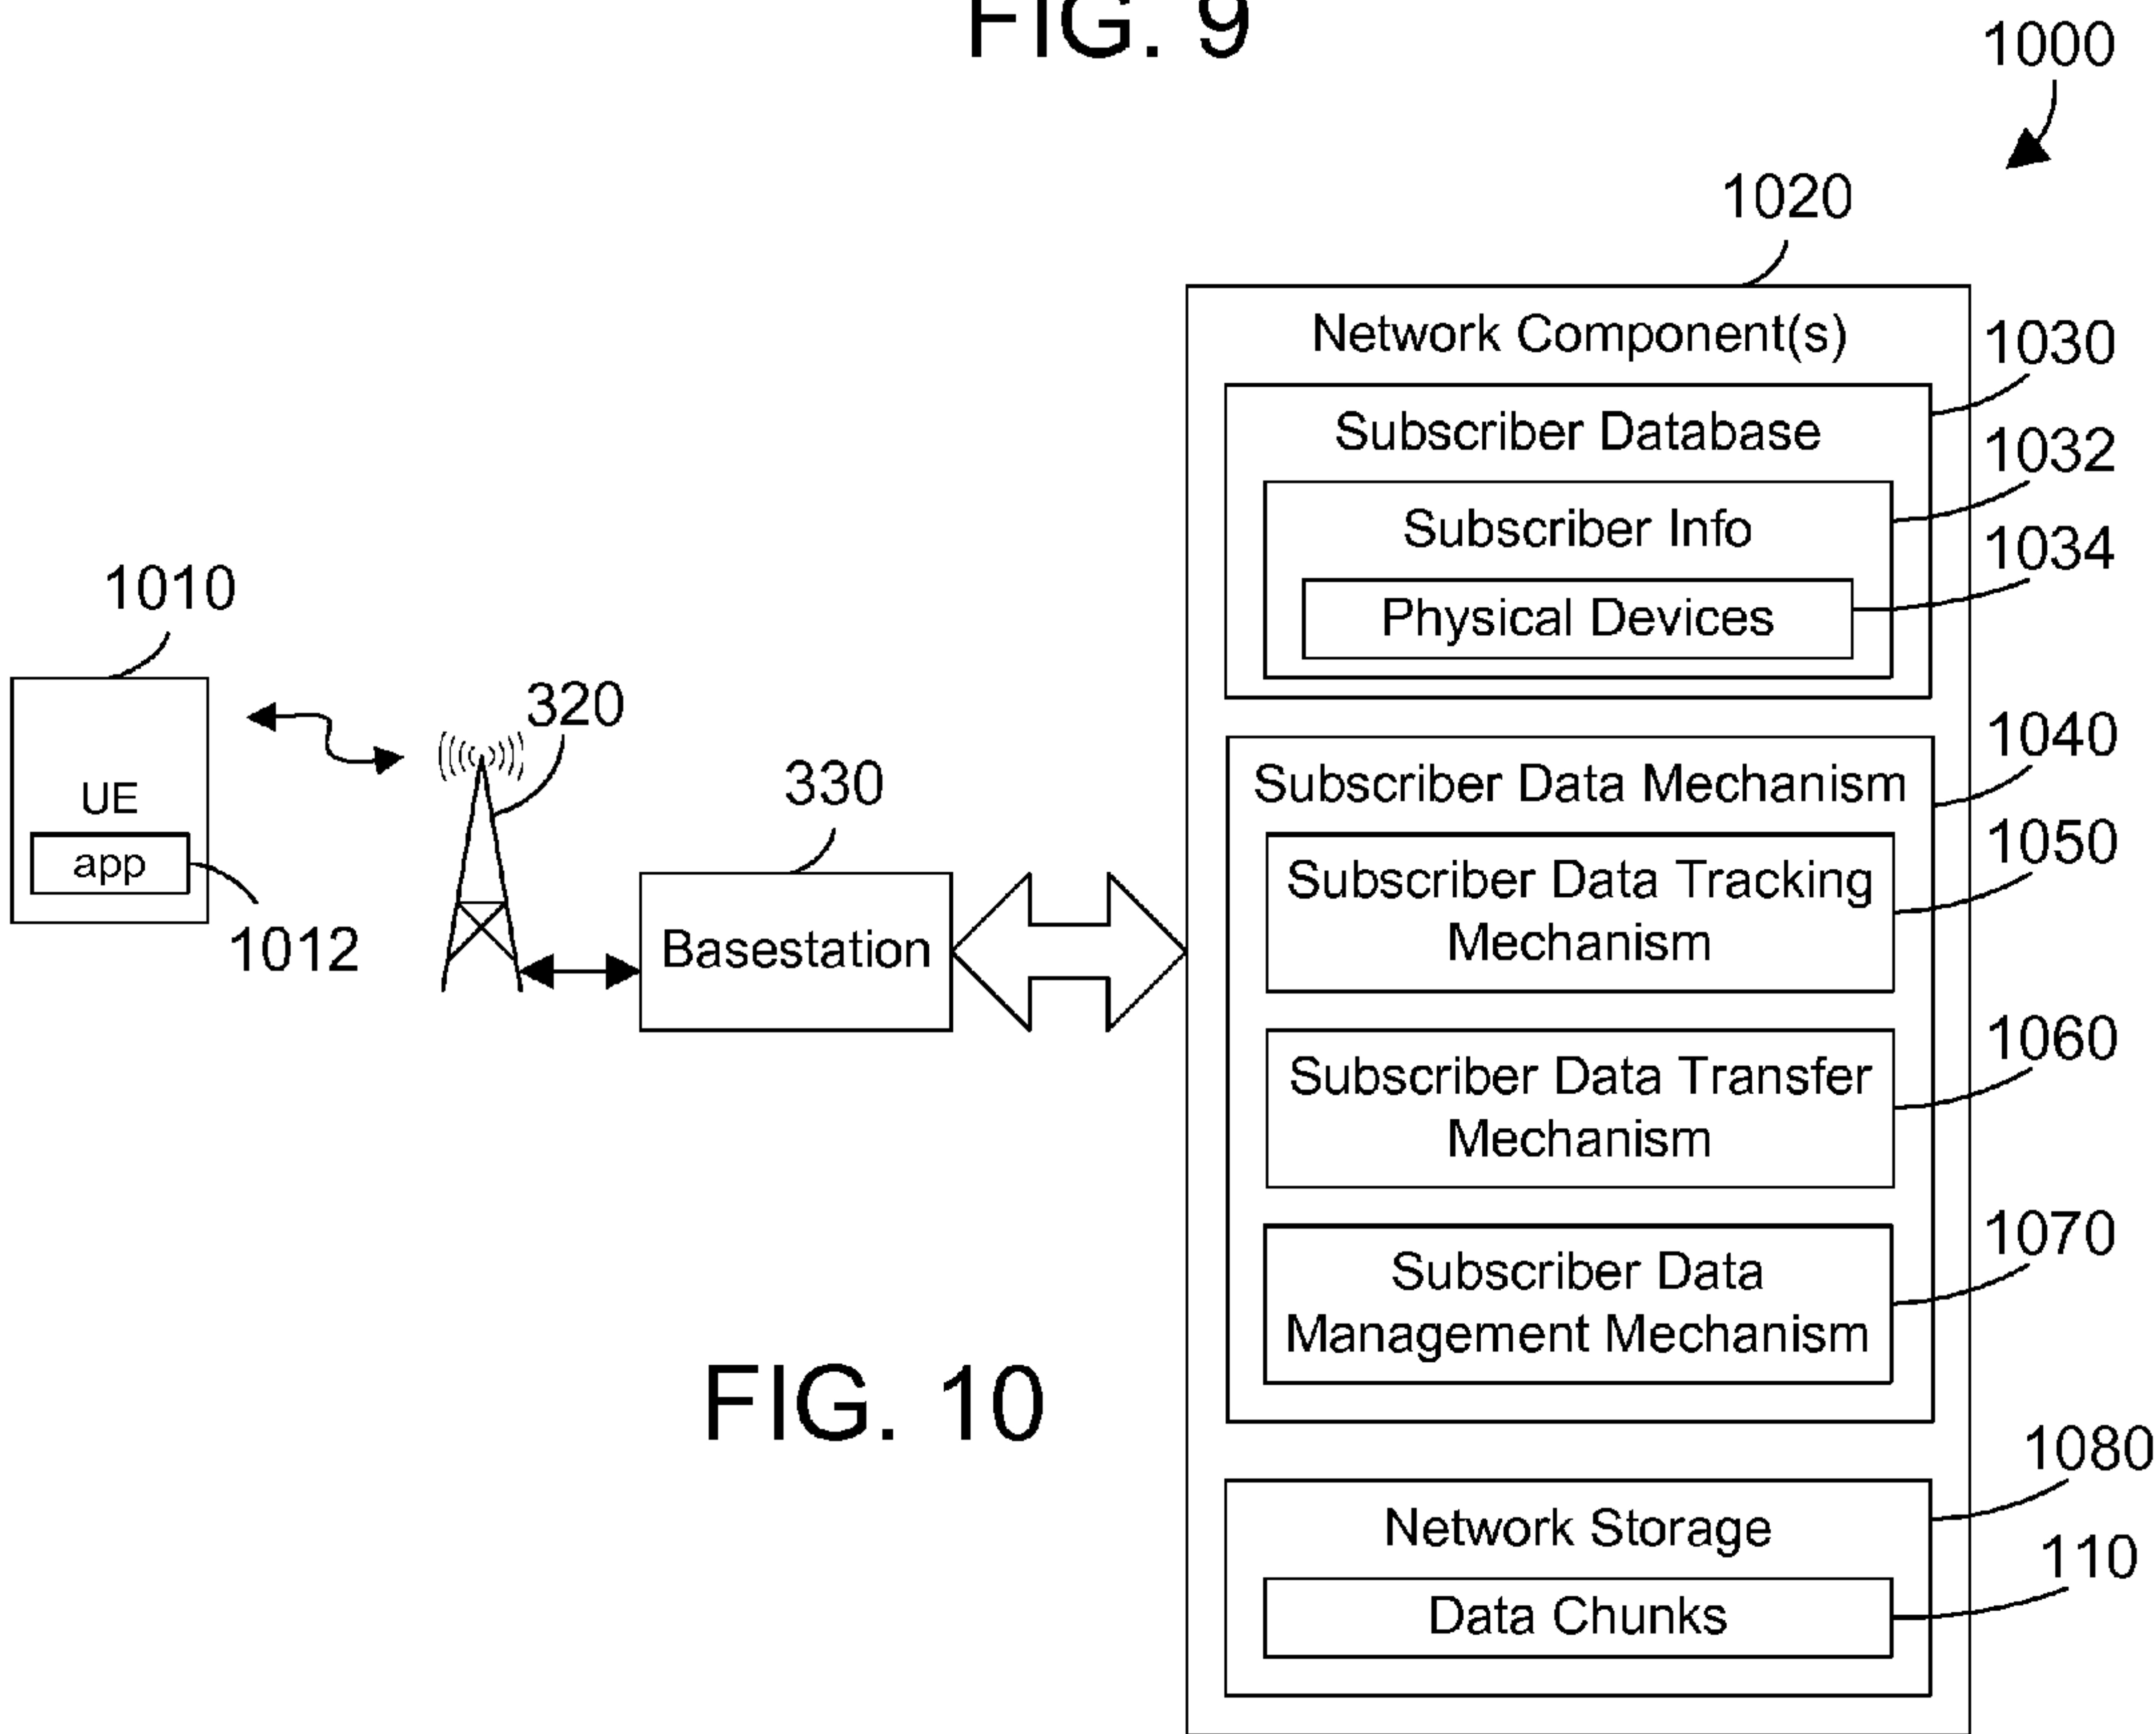 FIG. 9
1000
1020
Network Component(s)
1030
Subscriber Database
1032
Subscriber Info
1034
Physical Devices
1010
UE
app
1012
320
330
Basestation
1040
Subscriber Data Mechanism
1050
Subscriber Data Tracking
Mechanism
1060
Subscriber Data Transfer
Mechanism
1070
Subscriber Data
Management Mechanism
FIG. 10
1080
Network Storage
110
Data Chunks